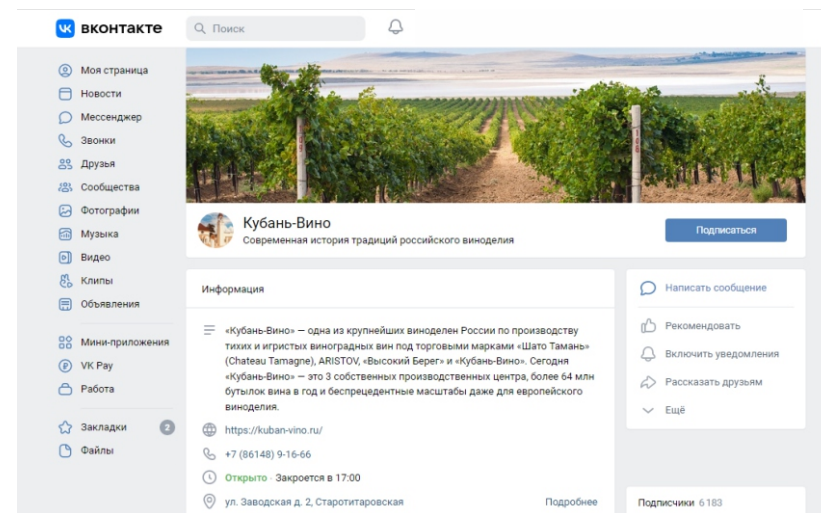 вконтакте
Поиск
Моя страница
Новости
Мессенджер
Звонки
Друзья
Сообщества
Фотографии
Музыка
Видео
Клипы
Объявления
Мини-приложения
VK Pay
Работа
Закладки 2
Файлы
Кубань-Вино
Современная история традиций российского виноделия
Подписаться
Информация
«Кубань-Вино» — одна из крупнейших виноделен России по производству
тихих и игристых виноградных вин под торговыми марками «Шато Тамань»
(Chateau Tamagne), ARISTOV, «Высокий Берег» и «Кубань-Вино». Сегодня
«Кубань-Вино» — это 3 собственных производственных центра, более 64 млн
бутылок вина в год и беспрецедентные масштабы даже для европейского
виноделия.
https://kuban-vino.ru/
+7 (86148) 9-16-66
Открыто · Закроется в 17:00
ул. Заводская д. 2, Старотитаровская Подробнее
Написать сообщение
Рекомендовать
Включить уведомления
Рассказать друзьям
Ещё
Подписчики 6 183